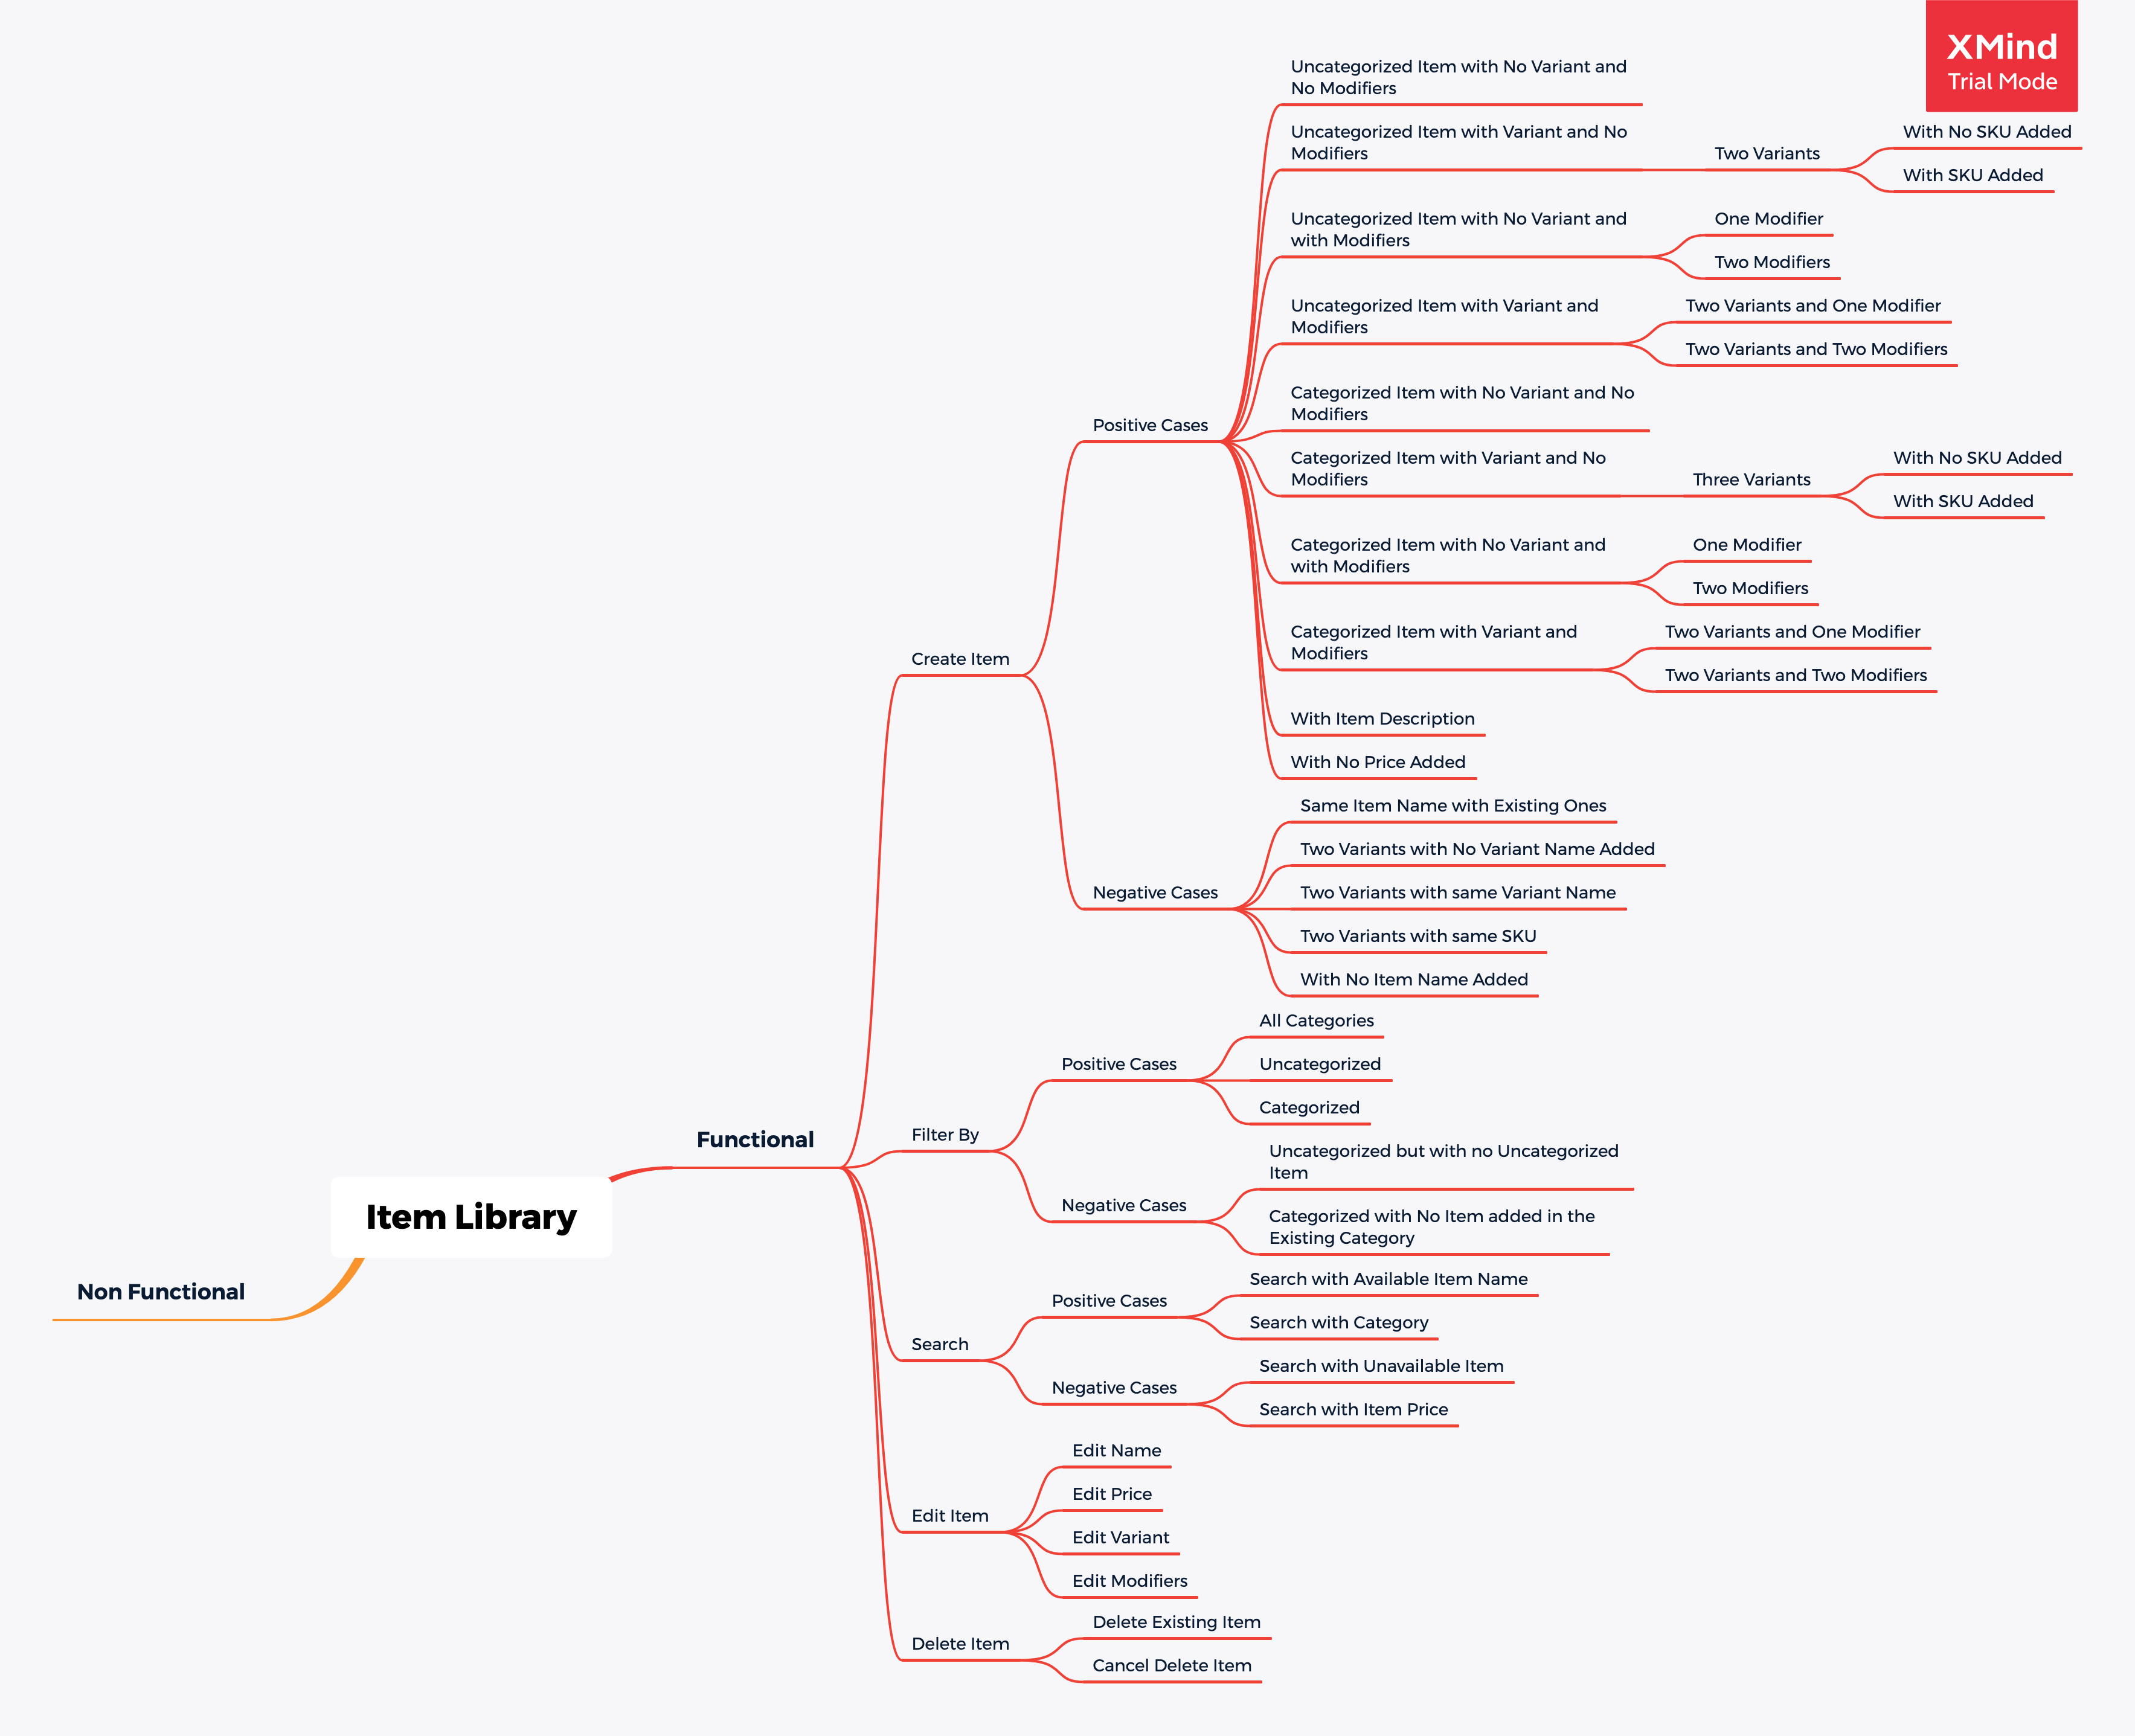 XMind
Trial Mode
Uncategorized Item with No Variant and
No Modifiers
Uncategorized Item with Variant and No
Modifiers
Two Variants
With No SKU Added
With SKU Added
Uncategorized Item with No Variant and
with Modifiers
One Modifier
Two Modifiers
Uncategorized Item with Variant and
Modifiers
Two Variants and One Modifier
Two Variants and Two Modifiers
Categorized Item with No Variant and No
Modifiers
Positive Cases
Categorized Item with Variant and No
Modifiers
Three Variants
With No SKU Added
With SKU Added
Categorized Item with No Variant and
with Modifiers
One Modifier
Two Modifiers
Categorized Item with Variant and
Modifiers
Two Variants and One Modifier
Two Variants and Two Modifiers
Create Item
With Item Description
With No Price Added
Same Item Name with Existing Ones
Two Variants with No Variant Name Added
Negative Cases
Two Variants with same Variant Name
Two Variants with same SKU
With No Item Name Added
All Categories
Positive Cases
Uncategorized
Categorized
Filter By
Functional
Uncategorized but with no Uncategorized
Item
Negative Cases
Categorized with No Item added in the
Existing Category
Item Library
Non Functional
Search with Available Item Name
Positive Cases
Search with Category
Search
Search with Unavailable Item
Negative Cases
Search with Item Price
Edit Name
Edit Price
Edit Item
Edit Variant
Edit Modifiers
Delete Existing Item
Delete Item
Cancel Delete Item